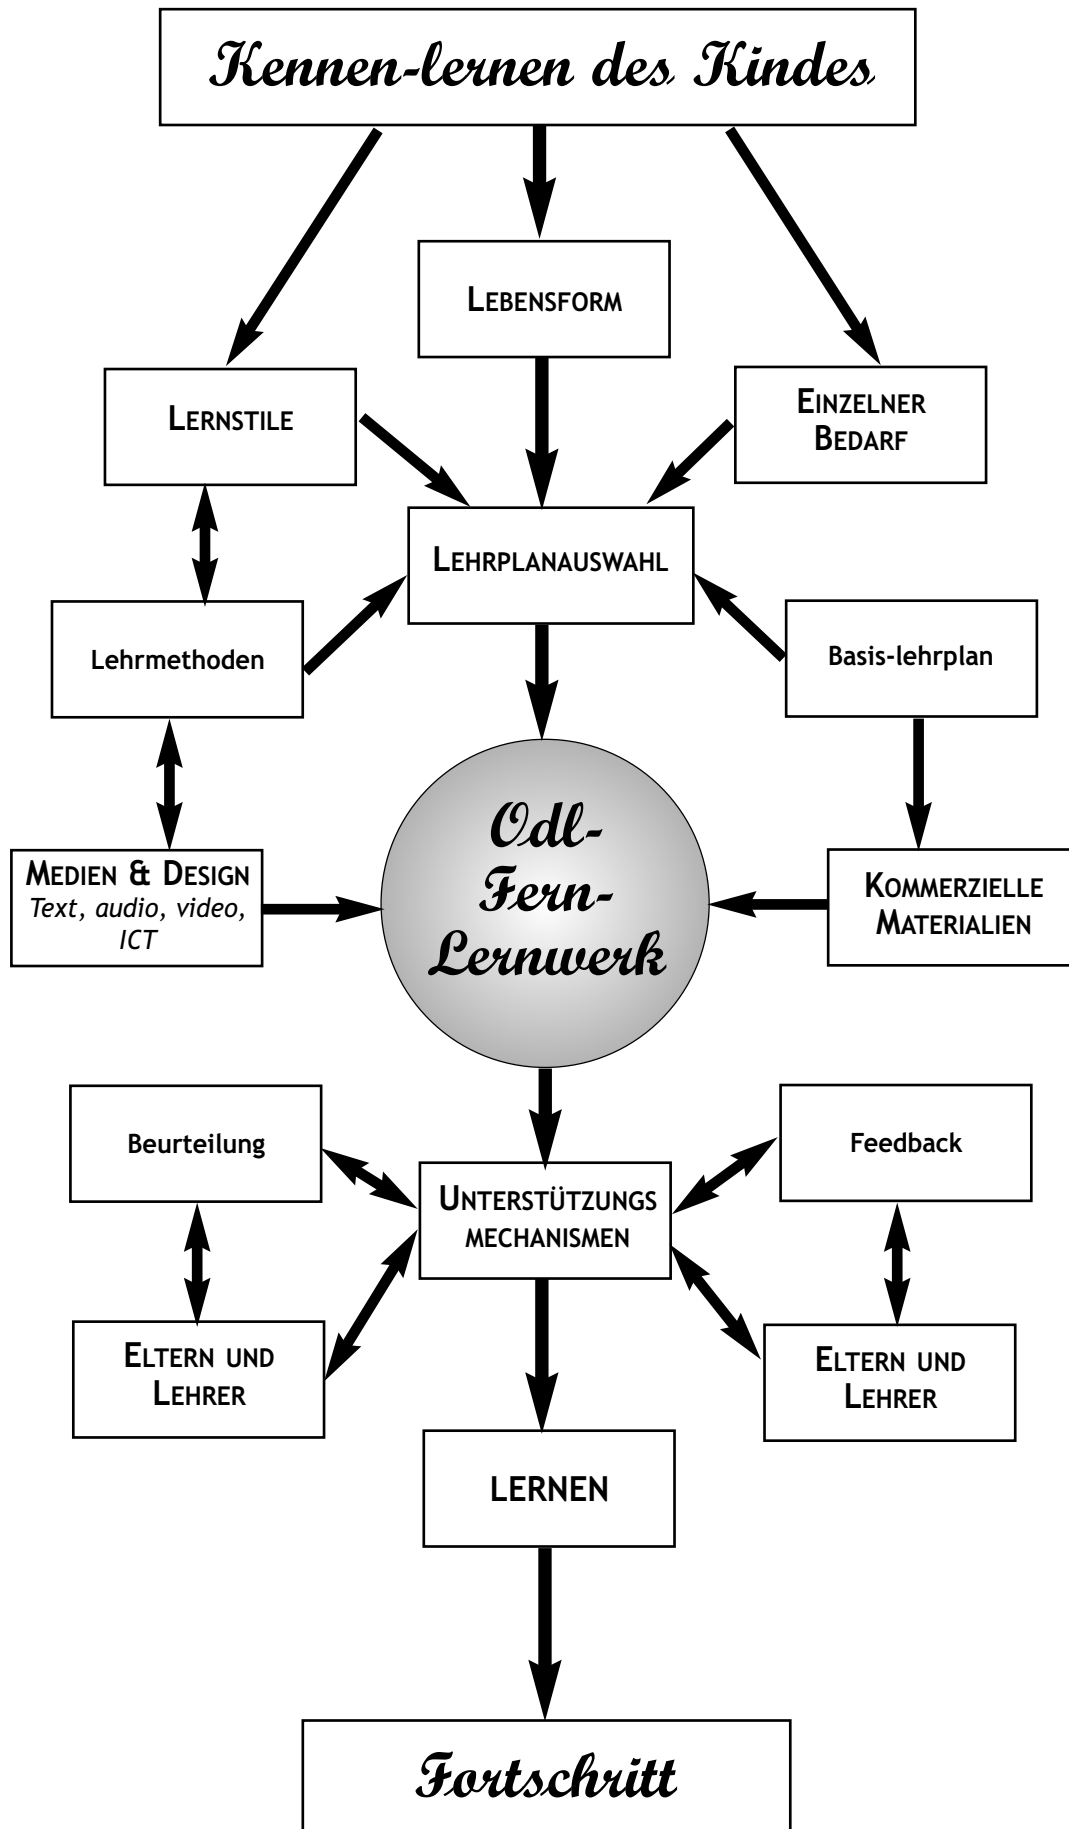 Kennen-lernen des Kindes
LEBENSFORM
LERNSTILE
EINZELNER
BEDARF
LEHRPLANAUSWAHL
Lehrmethoden
Basis-lehrplan
Odl-
Fern-
Lernwerk
MEDIEN & DESIGN
Text, audio, video,
ICT
KOMMERZIELLE
MATERIALIEN
Beurteilung
Feedback
UNTERSTÜTZUNGS
MECHANISMEN
ELTERN UND
LEHRER
ELTERN UND
LEHRER
LERNEN
Fortschritt